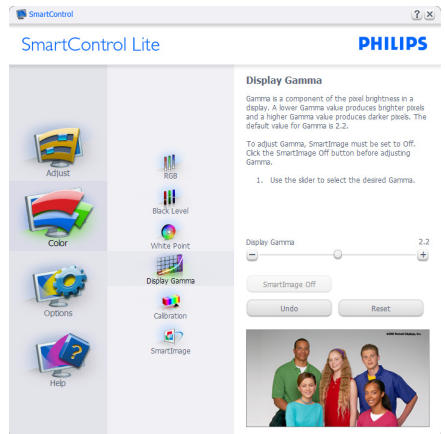 SmartControl
? ×
SmartControl Lite
PHILIPS
Adjust
Color
Options
Help
RGB
Black Level
White Point
Display Gamma
Calibration
SmartImage
Display Gamma
Gamma is a component of the pixel brightness in a
display. A lower Gamma value produces brighter pixels
and a higher Gamma value produces darker pixels. The
default value for Gamma is 2.2.
To adjust Gamma, SmartImage must be set to Off.
Click the SmartImage Off button before adjusting
Gamma.
1. Use the slider to select the desired Gamma.
Display Gamma 2.2
SmartImage Off
Undo Reset